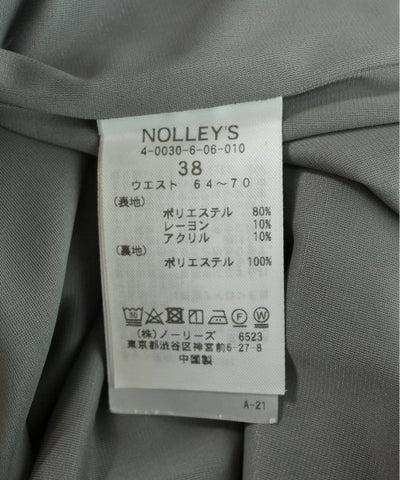 NOLLEY'S
4-0030-6-06-010
38
ウエスト 64〜70
(表地)
ポリエステル 80%
レーヨン 10%
アクリル 10%
(裏地)
ポリエステル 100%
30 F W
(株)ノーリーズ 6523
東京都渋谷区神宮前6-27-8
中国製
A-21